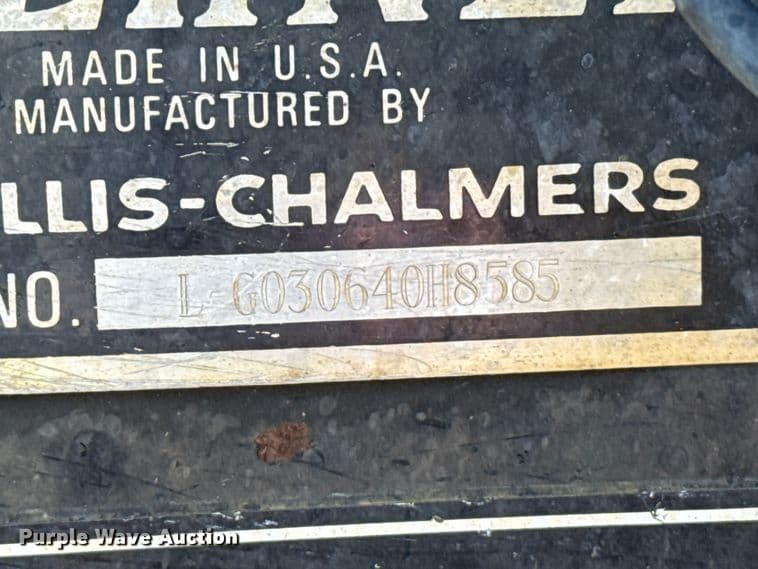 MADE IN U.S.A.
MANUFACTURED BY
LLIS-CHALMERS
NO. L-G030640H8585
Purple Wave Auction